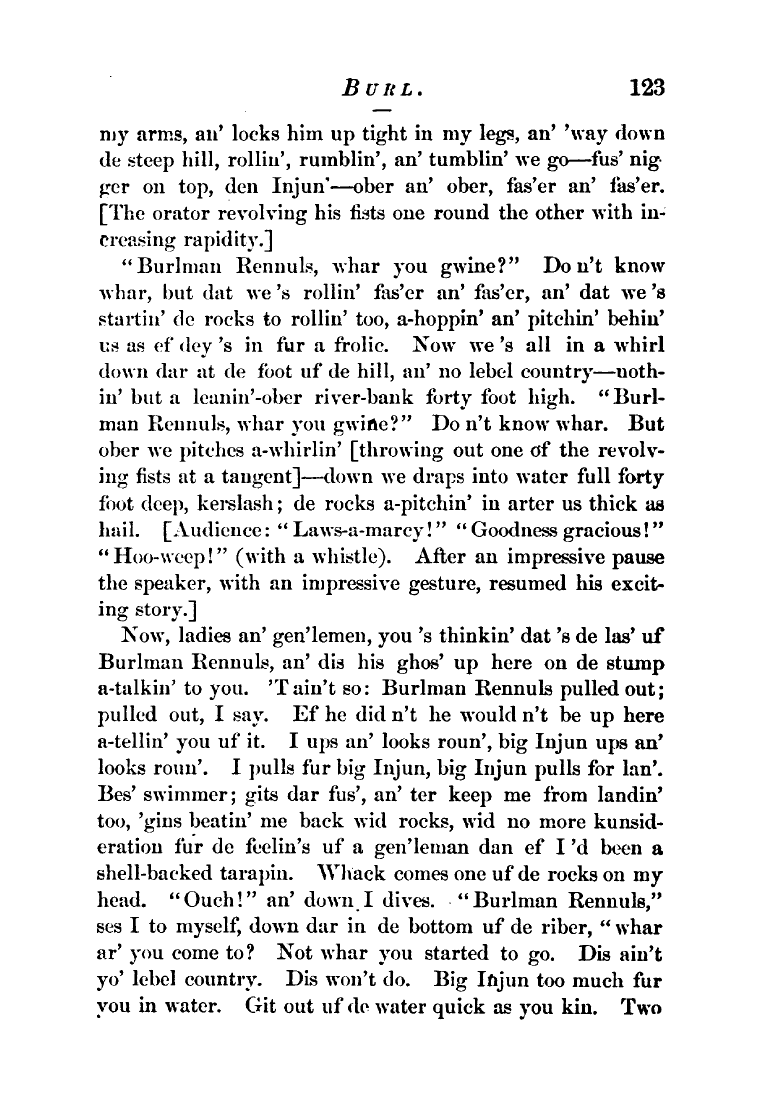 BURL. 123
my arms, an' locks him up tight in my legs, an' 'way down
de steep hill, rollin', rumblin', an' tumblin' we go—fus' nig-
ger on top, den Injun'—ober an' ober, fas'er an' fas'er.
[The orator revolving his fists one round the other with in-
creasing rapidity.]
"Burlman Rennuls, whar you gwine?" Do n't know
whar, but dat we 's rollin' fas'er an' fas'er, an' dat we 's
startin' de rocks to rollin' too, a-hoppin' an' pitchin' behin'
us as ef dey 's in fur a frolic. Now we 's all in a whirl
down dar at de foot uf de hill, an' no lebel country—noth-
in' but a leanin'-ober river-bank forty foot high. "Burl-
man Rennuls, whar you gwine?" Do n't know whar. But
ober we pitches a-whirlin' [throwing out one of the revolv-
ing fists at a tangent]—down we draps into water full forty
foot deep, kerslash; de rocks a-pitchin' in arter us thick as
hail. [Audience: "Laws-a-marcy!" "Goodness gracious!"
"Hoo-weep!" (with a whistle). After an impressive pause
the speaker, with an impressive gesture, resumed his excit-
ing story.]
Now, ladies an' gen'lemen, you 's thinkin' dat 's de las' uf
Burlman Rennuls, an' dis his ghos' up here on de stump
a-talkin' to you. 'T ain't so: Burlman Rennuls pulled out;
pulled out, I say. Ef he did n't he would n't be up here
a-tellin' you uf it. I ups an' looks roun', big Injun ups an'
looks roun'. I pulls fur big Injun, big Injun pulls for lan'.
Bes' swimmer; gits dar fus', an' ter keep me from landin'
too, 'gins beatin' me back wid rocks, wid no more kunsid-
eration fur de feelin's uf a gen'leman dan ef I 'd been a
shell-backed tarapin. Whack comes one uf de rocks on my
head. "Ouch!" an' down I dives. "Burlman Rennuls,"
ses I to myself, down dar in de bottom uf de riber, "whar
ar' you come to? Not whar you started to go. Dis ain't
yo' lebel country. Dis won't do. Big Injun too much fur
you in water. Git out uf de water quick as you kin. Two